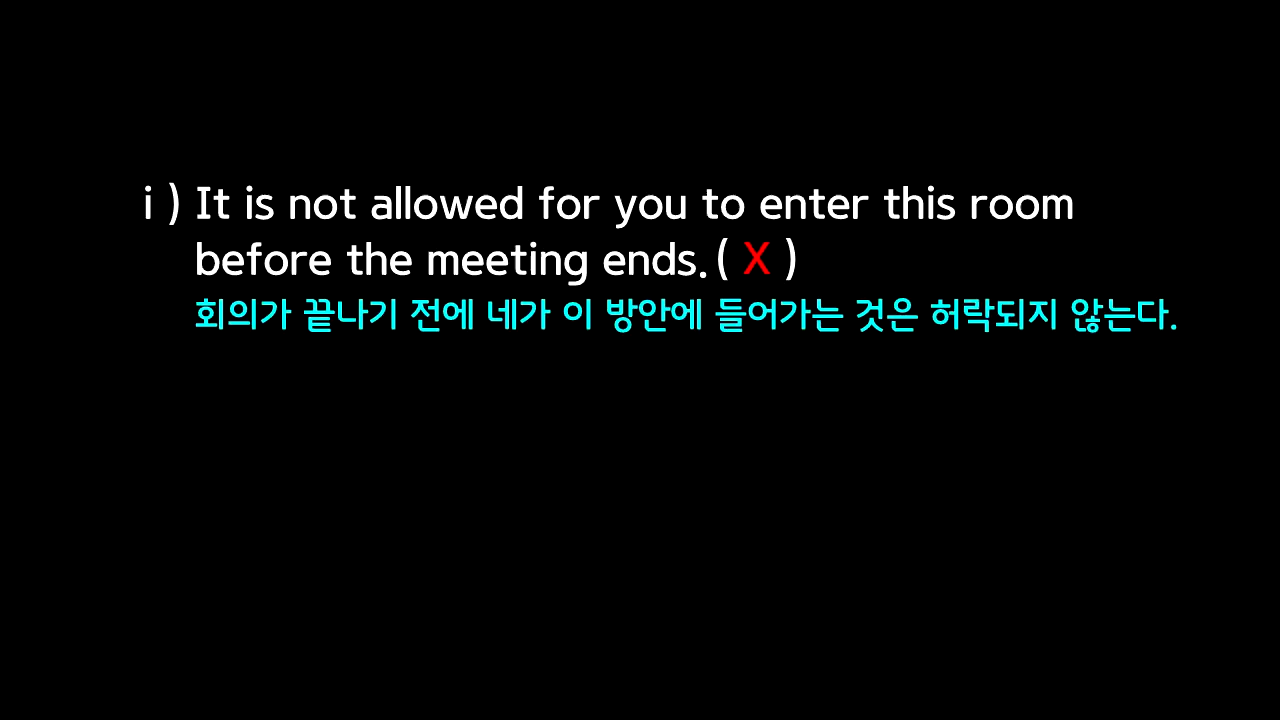 i ) It is not allowed for you to enter this room
before the meeting ends. ( X )
회의가 끝나기 전에 네가 이 방안에 들어가는 것은 허락되지 않는다.